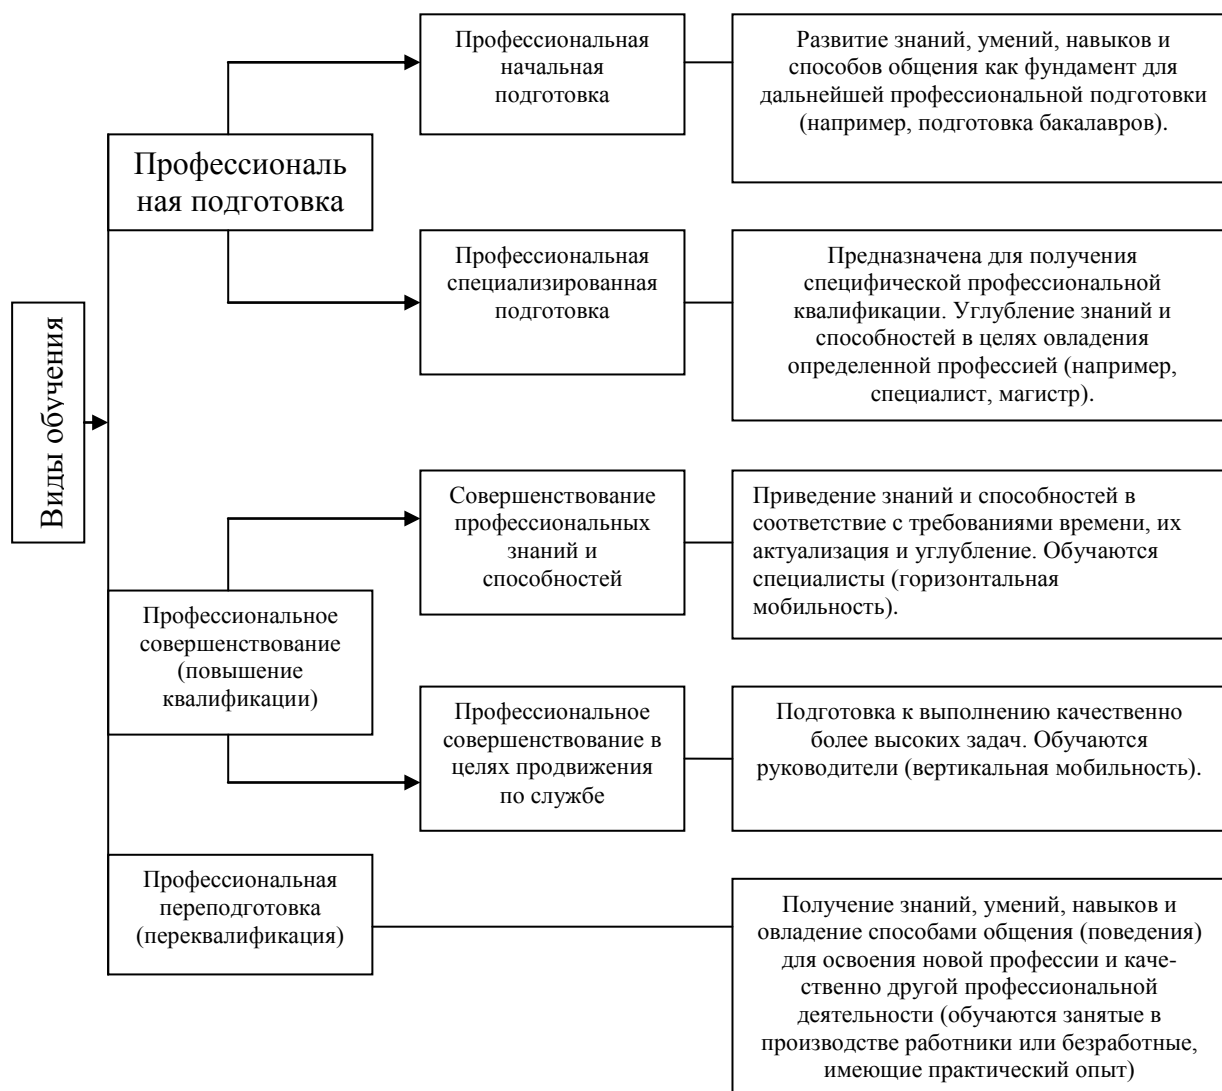 Виды обучения
Професcиональ
ная подготовка
Профессиональная
начальная
подготовка
Развитие знаний, умений, навыков и
способов общения как фундамент для
дальнейшей профессиональной подготовки
(например, подготовка бакалавров).
Профессиональная
специализированная
подготовка
Предназначена для получения
специфической профессиональной
квалификации. Углубление знаний и
способностей в целях овладения
определенной профессией (например,
специалист, магистр).
Профессиональное
совершенствование
(повышение
квалификации)
Совершенствование
профессиональных
знаний и
способностей
Приведение знаний и способностей в
соответствие с требованиями времени, их
актуализация и углубление. Обучаются
специалисты (горизонтальная
мобильность).
Профессиональное
совершенствование в
целях продвижения
по службе
Подготовка к выполнению качественно
более высоких задач. Обучаются
руководители (вертикальная мобильность).
Профессиональная
переподготовка
(переквалификация)
Получение знаний, умений, навыков и
овладение способами общения (поведения)
для освоения новой профессии и каче-
ственно другой профессиональной
деятельности (обучаются занятые в
производстве работники или безработные,
имеющие практический опыт)